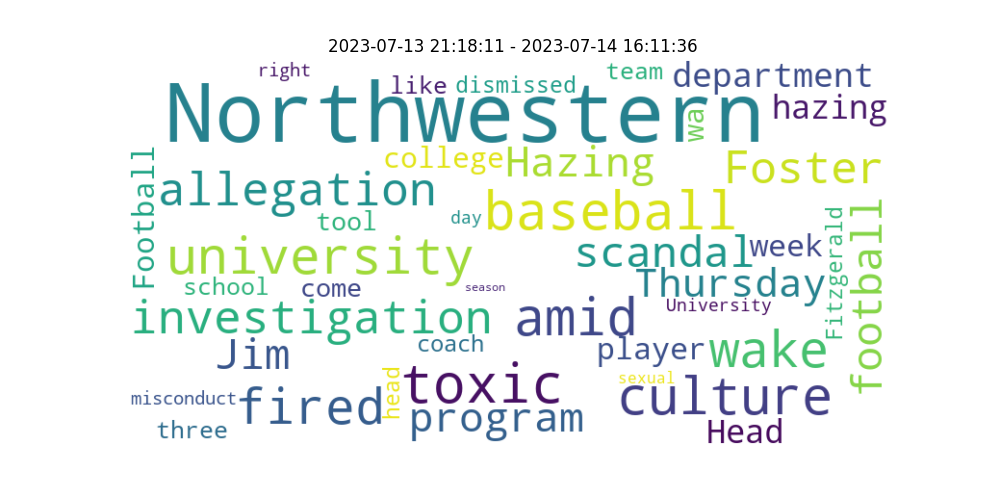 2023-07-13 21:18:11 - 2023-07-14 16:11:36
right
like
dismissed
team
department
Northwestern
wa
hazing
Football
college
Hazing
Foster
allegation
tool
day
baseball
university
scandal
week
football
Fitzgerald
school
come
season
Thursday
University
investigation
amid
Jim
coach
player
wake
misconduct
fired
head
toxic
sexual
culture
three
program
Head